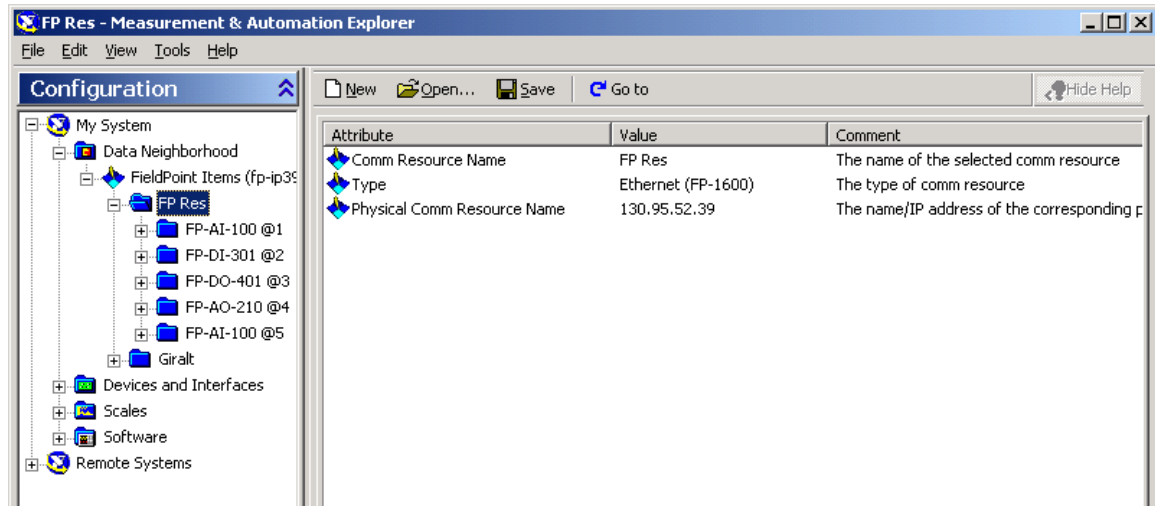 FP Res - Measurement & Automation Explorer
File Edit View Tools Help
Configuration
New Open... Save Go to Hide Help
My System
Data Neighborhood
FieldPoint Items (fp-ip39
FP Res
FP-AI-100 @1
FP-DI-301 @2
FP-DO-401 @3
FP-AO-210 @4
FP-AI-100 @5
Giralt
Devices and Interfaces
Scales
Software
Remote Systems
Attribute Value Comment
Comm Resource Name FP Res The name of the selected comm resource
Type Ethernet (FP-1600) The type of comm resource
Physical Comm Resource Name 130.95.52.39 The name/IP address of the corresponding p